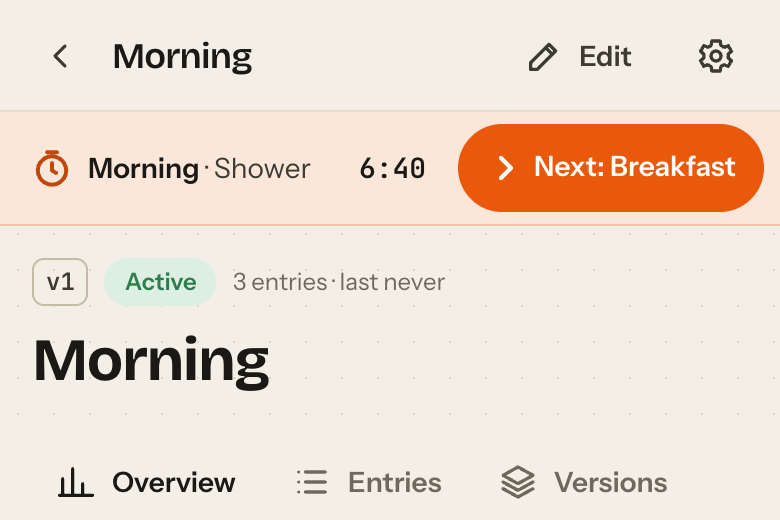 Morning Edit
Morning · Shower 6:40 Next: Breakfast
v1 Active 3 entries · last never
Morning
Overview Entries Versions